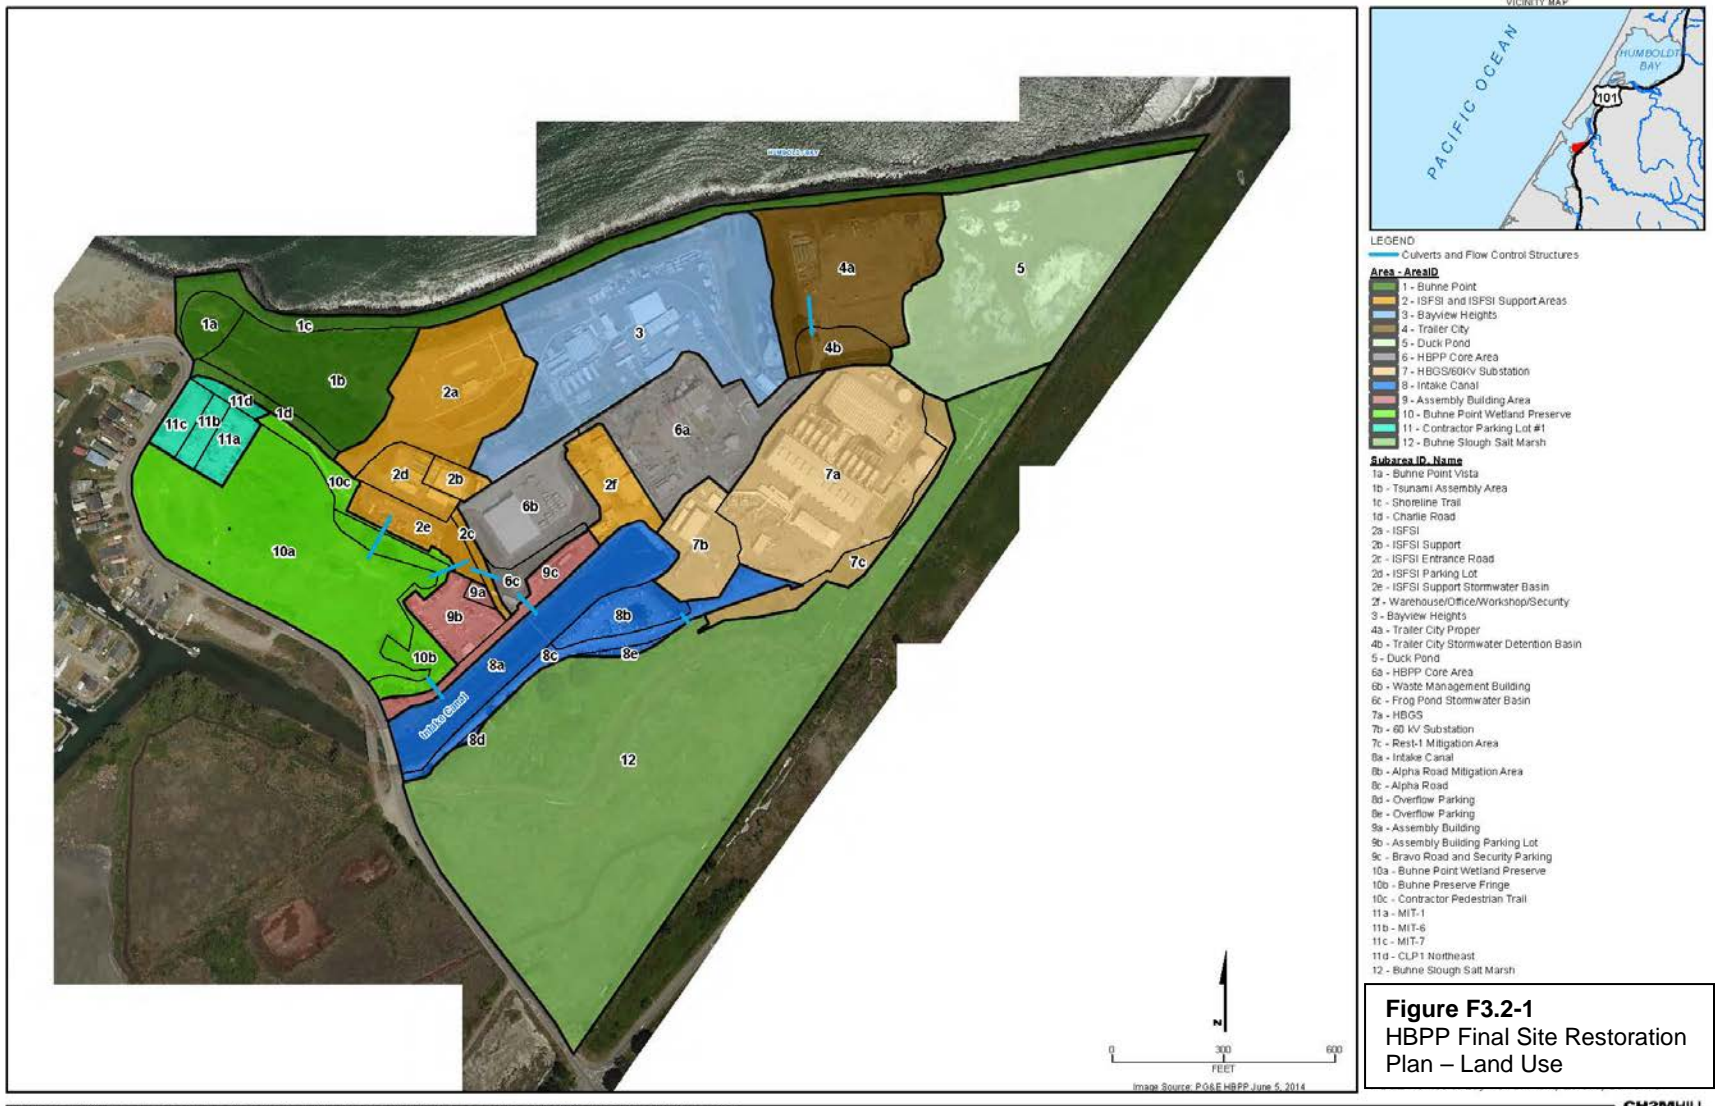 VICINITY MAP
PACIFIC OCEAN
HUMBOLDT
BAY
101
HUMBOLDT BAY
1a
1c
1b
1d
11d
11c
11b
11a
2a
3
4a
4b
5
6a
2d
2b
10c
2e
2c
6b
2f
7a
7b
7c
10a
6c
9c
9a
9b
8b
10b
8a
8c
8e
8d
Intake Canal
12
LEGEND
Culverts and Flow Control Structures
Area - AreaID
1 - Buhne Point
2 - ISFSI and ISFSI Support Areas
3 - Bayview Heights
4 - Trailer City
5 - Duck Pond
6 - HBPP Core Area
7 - HBGS/60kV Substation
8 - Intake Canal
9 - Assembly Building Area
10 - Buhne Point Wetland Preserve
11 - Contractor Parking Lot #1
12 - Buhne Slough Salt Marsh
Subarea ID, Name
1a - Buhne Point Vista
1b - Tsunami Assembly Area
1c - Shoreline Trail
1d - Charlie Road
2a - ISFSI
2b - ISFSI Support
2c - ISFSI Entrance Road
2d - ISFSI Parking Lot
2e - ISFSI Support Stormwater Basin
2f - Warehouse/Office/Workshop/Security
3 - Bayview Heights
4a - Trailer City Proper
4b - Trailer City Stormwater Detention Basin
5 - Duck Pond
6a - HBPP Core Area
6b - Waste Management Building
6c - Frog Pond Stormwater Basin
7a - HBGS
7b - 60 kV Substation
7c - Rest-1 Mitigation Area
8a - Intake Canal
8b - Alpha Road Mitigation Area
8c - Alpha Road
8d - Overflow Parking
8e - Overflow Parking
9a - Assembly Building
9b - Assembly Building Parking Lot
9c - Bravo Road and Security Parking
10a - Buhne Point Wetland Preserve
10b - Buhne Preserve Fringe
10c - Contractor Pedestrian Trail
11a - MIT-1
11b - MIT-6
11c - MIT-7
11d - CLP1 Northeast
12 - Buhne Slough Salt Marsh
N
0 300 600
FEET
Image Source: PG&E HBPP June 5, 2014
Figure F3.2-1
HBPP Final Site Restoration
Plan – Land Use
CH2MHILL